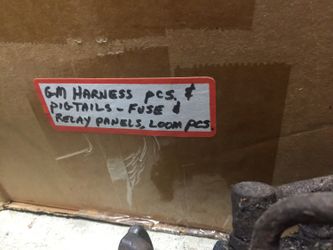 GM HARNESS PCS, &
PIGTAILS - FUSE &
RELAY PANELS, LOOM PCS.